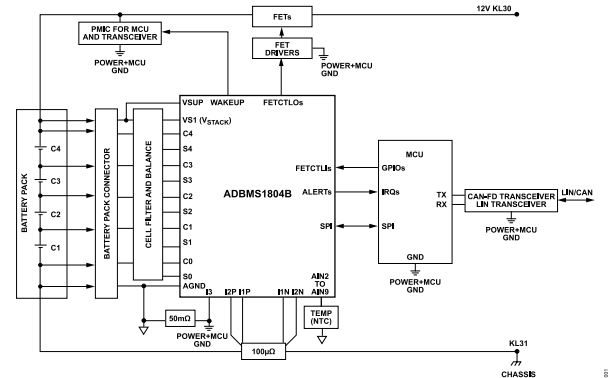 12V KL30
FETs
PMIC FOR MCU
AND TRANSCEIVER
POWER+MCU
GND
FET
DRIVERS
POWER+MCU
GND
VSUP
WAKEUP
FETCTLOs
VS1 (VSTACK)
C4
S4
C3
S3
C2
S2
C1
S1
C0
S0
AGND
I3
I2P
I1P
I1N
I2N
AIN2
TO
AIN9
ADBMS1804B
FETCTLIs
ALERTs
SPI
BATTERY PACK
C4
C3
C2
C1
BATTERY PACK CONNECTOR
CELL FILTER AND BALANCE
MCU
GPIOs
IRQs
SPI
TX
RX
GND
POWER+MCU
GND
CAN-FD TRANSCEIVER
LIN TRANSCEIVER
LIN/CAN
POWER+MCU
GND
50mΩ
POWER+MCU
GND
100µΩ
TEMP
(NTC)
KL31
CHASSIS
001